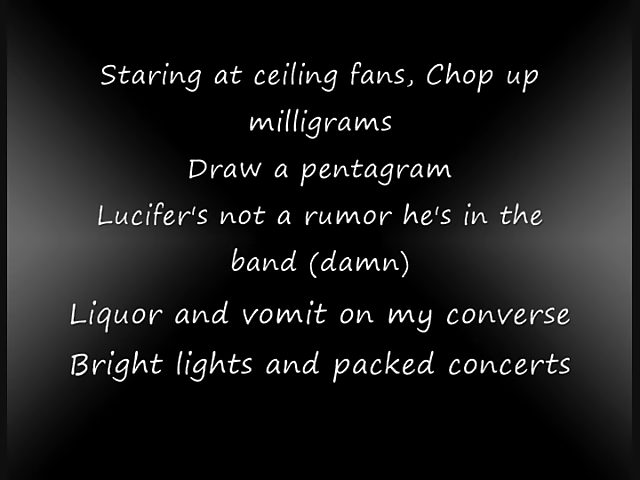 Staring at ceiling fans, Chop up
milligrams
Draw a pentagram
Lucifer's not a rumor he's in the
band (damn)
Liquor and vomit on my converse
Bright lights and packed concerts